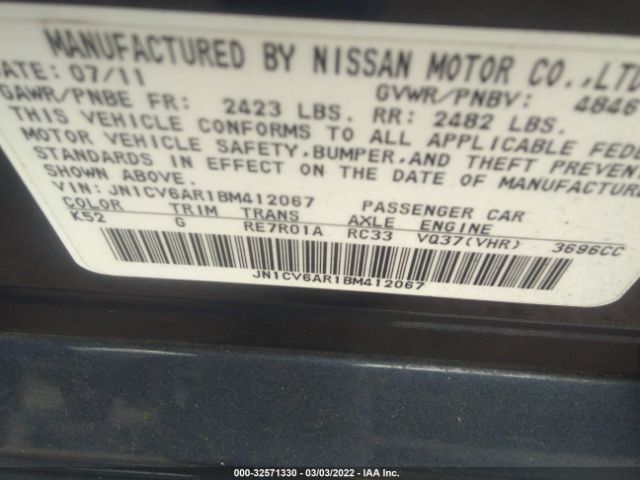 MANUFACTURED BY NISSAN MOTOR CO.,LTD
DATE: 07/11 GVWR/PNBV: 4846
GAWR/PNBE FR: 2423 LBS. RR: 2482 LBS.
THIS VEHICLE CONFORMS TO ALL APPLICABLE FEDE
MOTOR VEHICLE SAFETY, BUMPER, AND THEFT PREVENT
STANDARDS IN EFFECT ON THE DATE OF MANUFACTUR
SHOWN ABOVE.
VIN: JN1CV6AR1BM412067 PASSENGER CAR
COLOR TRIM TRANS AXLE ENGINE
K52 G RE7R01A RC33 VQ37(VHR) 3696CC
JN1CV6AR1BM412067
000-32571330 - 03/03/2022 - IAA Inc.